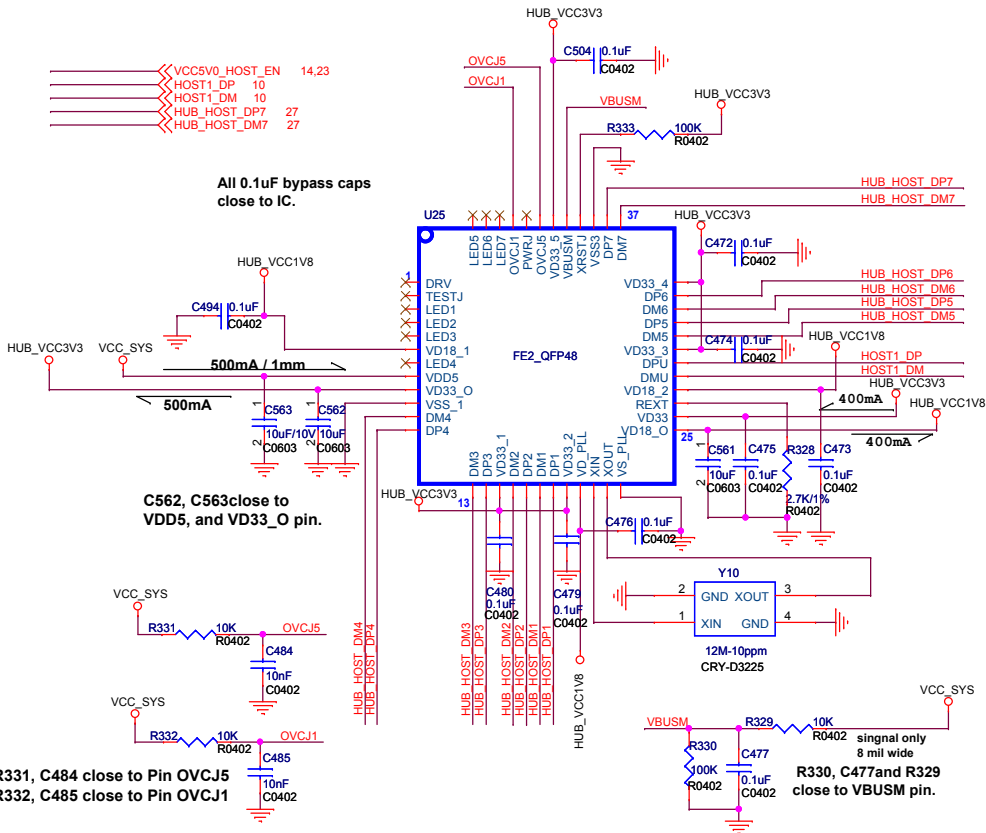 HUB_VCC3V3
C504
0.1uF
C0402
OVCJ5
OVCJ1
VCC5V0_HOST_EN 14,23
HOST1_DP 10
HOST1_DM 10
HUB_HOST_DP7 27
HUB_HOST_DM7 27
VBUSM
HUB_VCC3V3
R333
100K
R0402
All 0.1uF bypass caps
close to IC.
U25
37
LED5
LED6
LED7
OVCJ1
PWRJ
OVCJ5
VD33_5
VBUSM
XRSTJ
VSS3
DP7
DM7
HUB_HOST_DP7
HUB_HOST_DM7
HUB_VCC3V3
C472
0.1uF
C0402
HUB_VCC1V8
C494
0.1uF
C0402
1
DRV
TESTJ
LED1
LED2
LED3
VD18_1
LED4
VDD5
VD33_O
VSS_1
DM4
DP4
FE2_QFP48
VD33_4
DP6
DM6
DP5
DM5
VD33_3
DPU
DMU
VD18_2
REXT
VD33
VD18_O
25
HUB_HOST_DP6
HUB_HOST_DM6
HUB_HOST_DP5
HUB_HOST_DM5
HUB_VCC1V8
C474
0.1uF
C0402
HOST1_DP
HOST1_DM
HUB_VCC3V3
400mA
HUB_VCC1V8
400mA
HUB_VCC3V3
VCC_SYS
500mA / 1mm
500mA
1
C563
10uF/10V
2
C0603
1
C562
10uF
2
C0603
1
C561
10uF
2
C0603
C475
0.1uF
C0402
R328
2.7K/1%
R0402
C473
0.1uF
C0402
C562, C563close to
VDD5, and VD33_O pin.
HUB_VCC3V3
13
DM3
DP3
VD33_1
DM2
DP2
DM1
DP1
VD33_2
VD_PLL
XIN
XOUT
VS_PLL
C476
0.1uF
C0402
C480
0.1uF
C0402
C479
0.1uF
C0402
Y10
2
GND
XOUT
3
1
XIN
GND
4
12M-10ppm
CRY-D3225
HUB_HOST_DM4
HUB_HOST_DP4
HUB_HOST_DM3
HUB_HOST_DP3
HUB_HOST_DM2
HUB_HOST_DP2
HUB_HOST_DM1
HUB_HOST_DP1
HUB_VCC1V8
VCC_SYS
R331
10K
R0402
OVCJ5
C484
10nF
C0402
VCC_SYS
R332
10K
R0402
OVCJ1
C485
10nF
C0402
R331, C484 close to Pin OVCJ5
R332, C485 close to Pin OVCJ1
VCC_SYS
VBUSM
R329
10K
R0402
singnal only
8 mil wide
R330
100K
R0402
C477
0.1uF
C0402
R330, C477and R329
close to VBUSM pin.